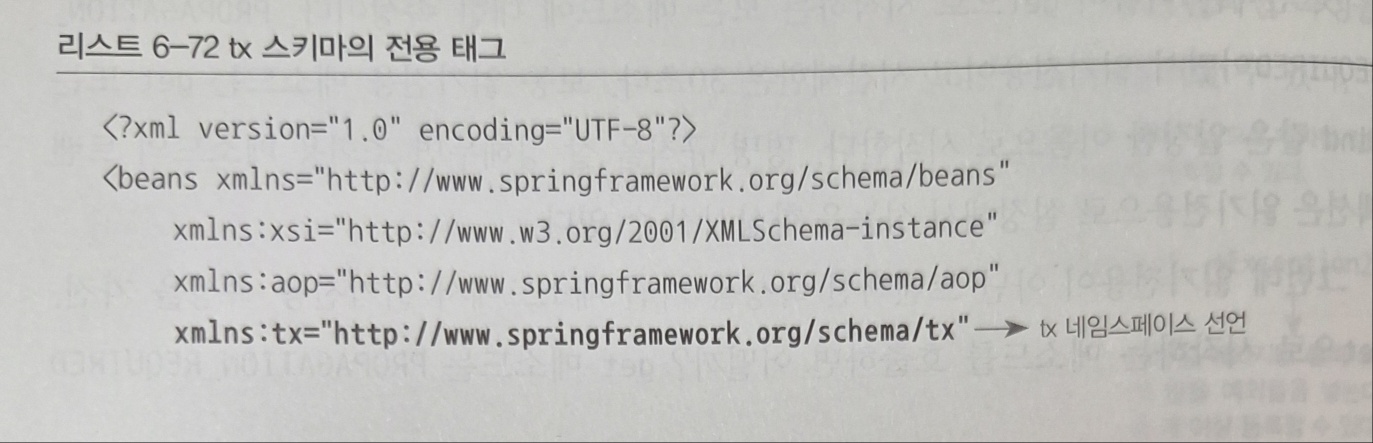 리스트 6-72 tx 스키마의 전용 태그
<?xml version="1.0" encoding="UTF-8"?>
<beans xmlns="http://www.springframework.org/schema/beans"
xmlns:xsi="http://www.w3.org/2001/XMLSchema-instance"
xmlns:aop="http://www.springframework.org/schema/aop"
xmlns:tx="http://www.springframework.org/schema/tx" → tx 네임스페이스 선언